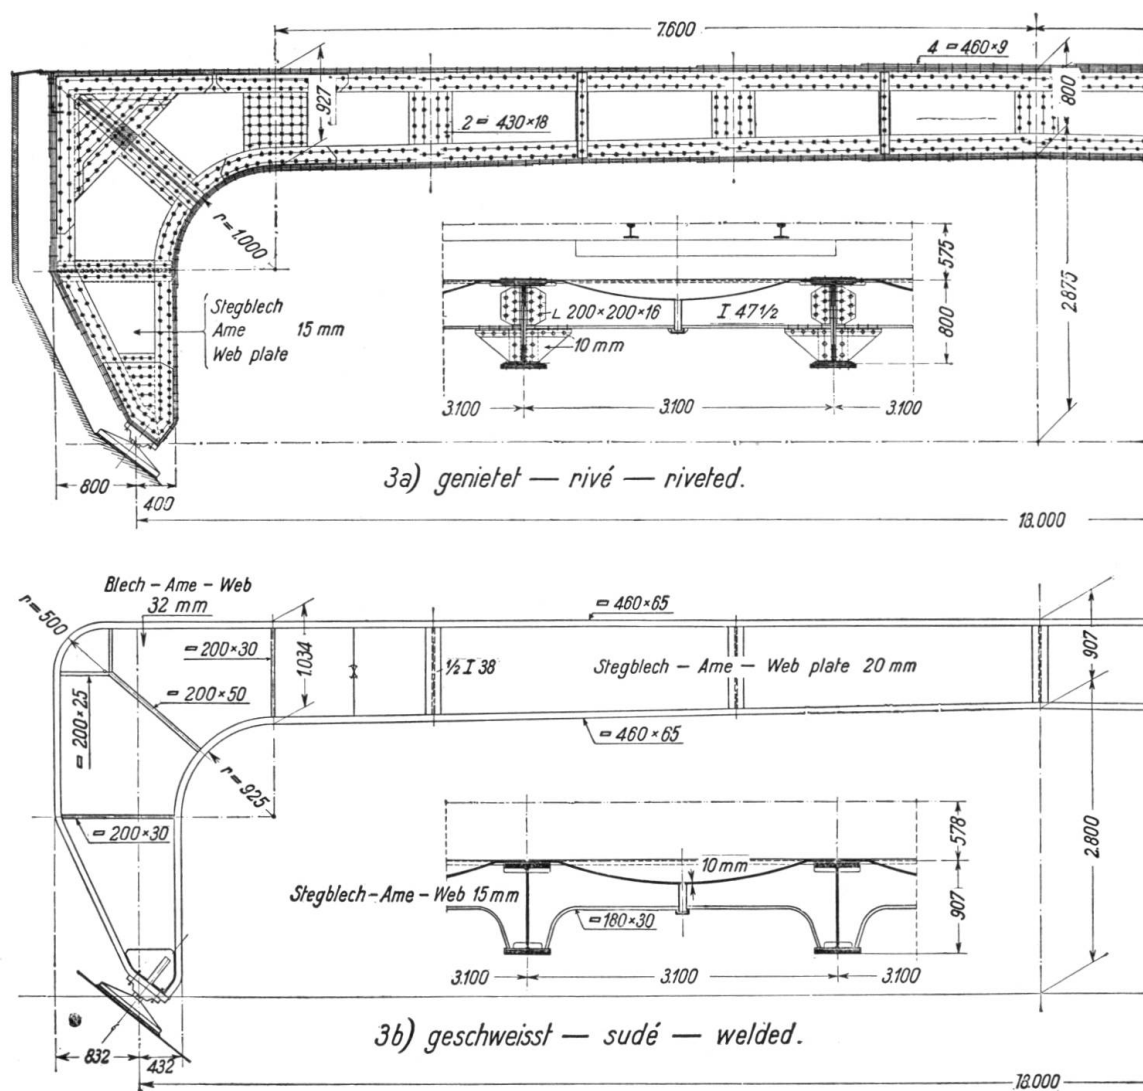 7.600
4 ▭ 460×9
927
800
2 ▭ 430×18
r=1.000
575
Stegblech
Ame 15 mm
Web plate
L 200×200×16
I 47½
800
2.875
10 mm
3.100 3.100 3.100
800
400
3a) genietet — rivé — riveted.
18.000
Blech – Ame – Web
32 mm
r=500
▭ 460×65
▭ 200×30
1.034
½ I 38
Stegblech – Ame – Web plate 20 mm
907
▭ 200×50
▭ 200×25
▭ 460×65
r=925
▭ 200×30
578
10 mm
2.800
Stegblech–Ame–Web 15 mm
▭180×30
907
3.100 3.100 3.100
3b) geschweisst — sudé — welded.
832
432
18.000